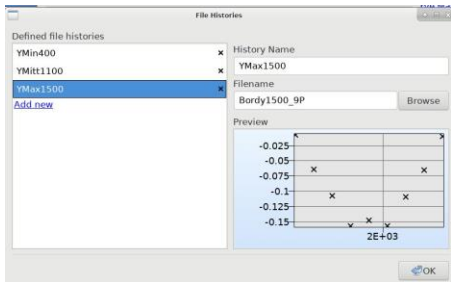 File Histories
Defined file histories
YMin400
YMitt1100
YMax1500
Add new
History Name
YMax1500
Filename
Bordy1500_9P
Browse
Preview
-0.025
-0.05
-0.075
-0.1
-0.125
-0.15
2E+03
OK